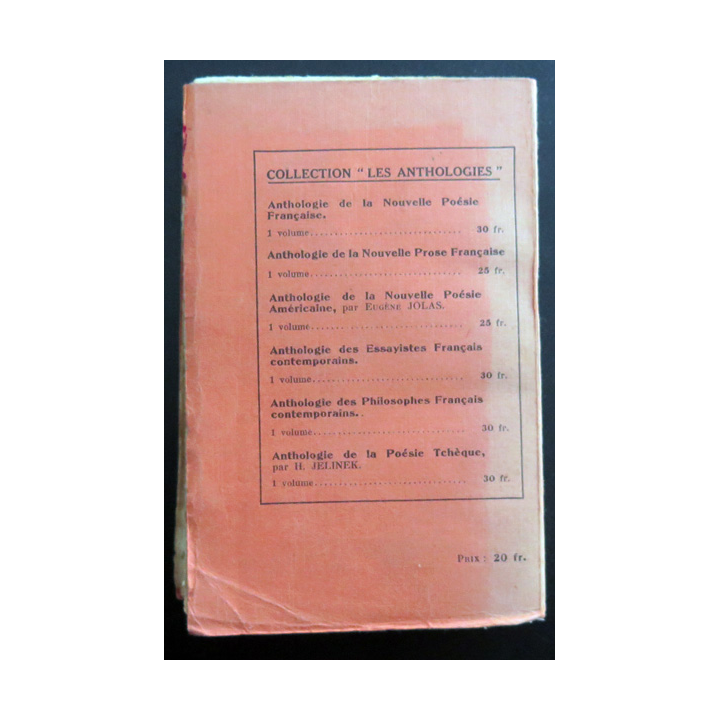 COLLECTION " LES ANTHOLOGIES "
Anthologie de la Nouvelle Poésie
Française.
1 volume................................... 30 fr.
Anthologie de la Nouvelle Prose Française
1 volume................................... 25 fr.
Anthologie de la Nouvelle Poésie
Américaine, par Eugène JOLAS.
1 volume................................... 25 fr.
Anthologie des Essayistes Français
contemporains.
1 volume................................... 30 fr.
Anthologie des Philosophes Français
contemporains..
1 volume................................... 30 fr.
Anthologie de la Poésie Tchèque,
par H. JELINEK.
1 volume................................... 30 fr.
Prix : 20 fr.